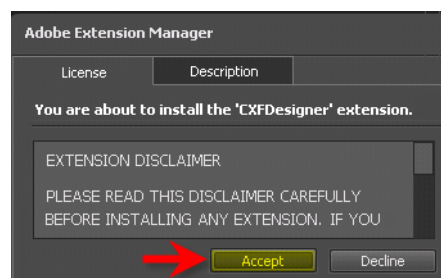 Adobe Extension Manager
License Description
You are about to install the 'CXFDesigner' extension.
EXTENSION DISCLAIMER
PLEASE READ THIS DISCLAIMER CAREFULLY
BEFORE INSTALLING ANY EXTENSION. IF YOU
Accept Decline